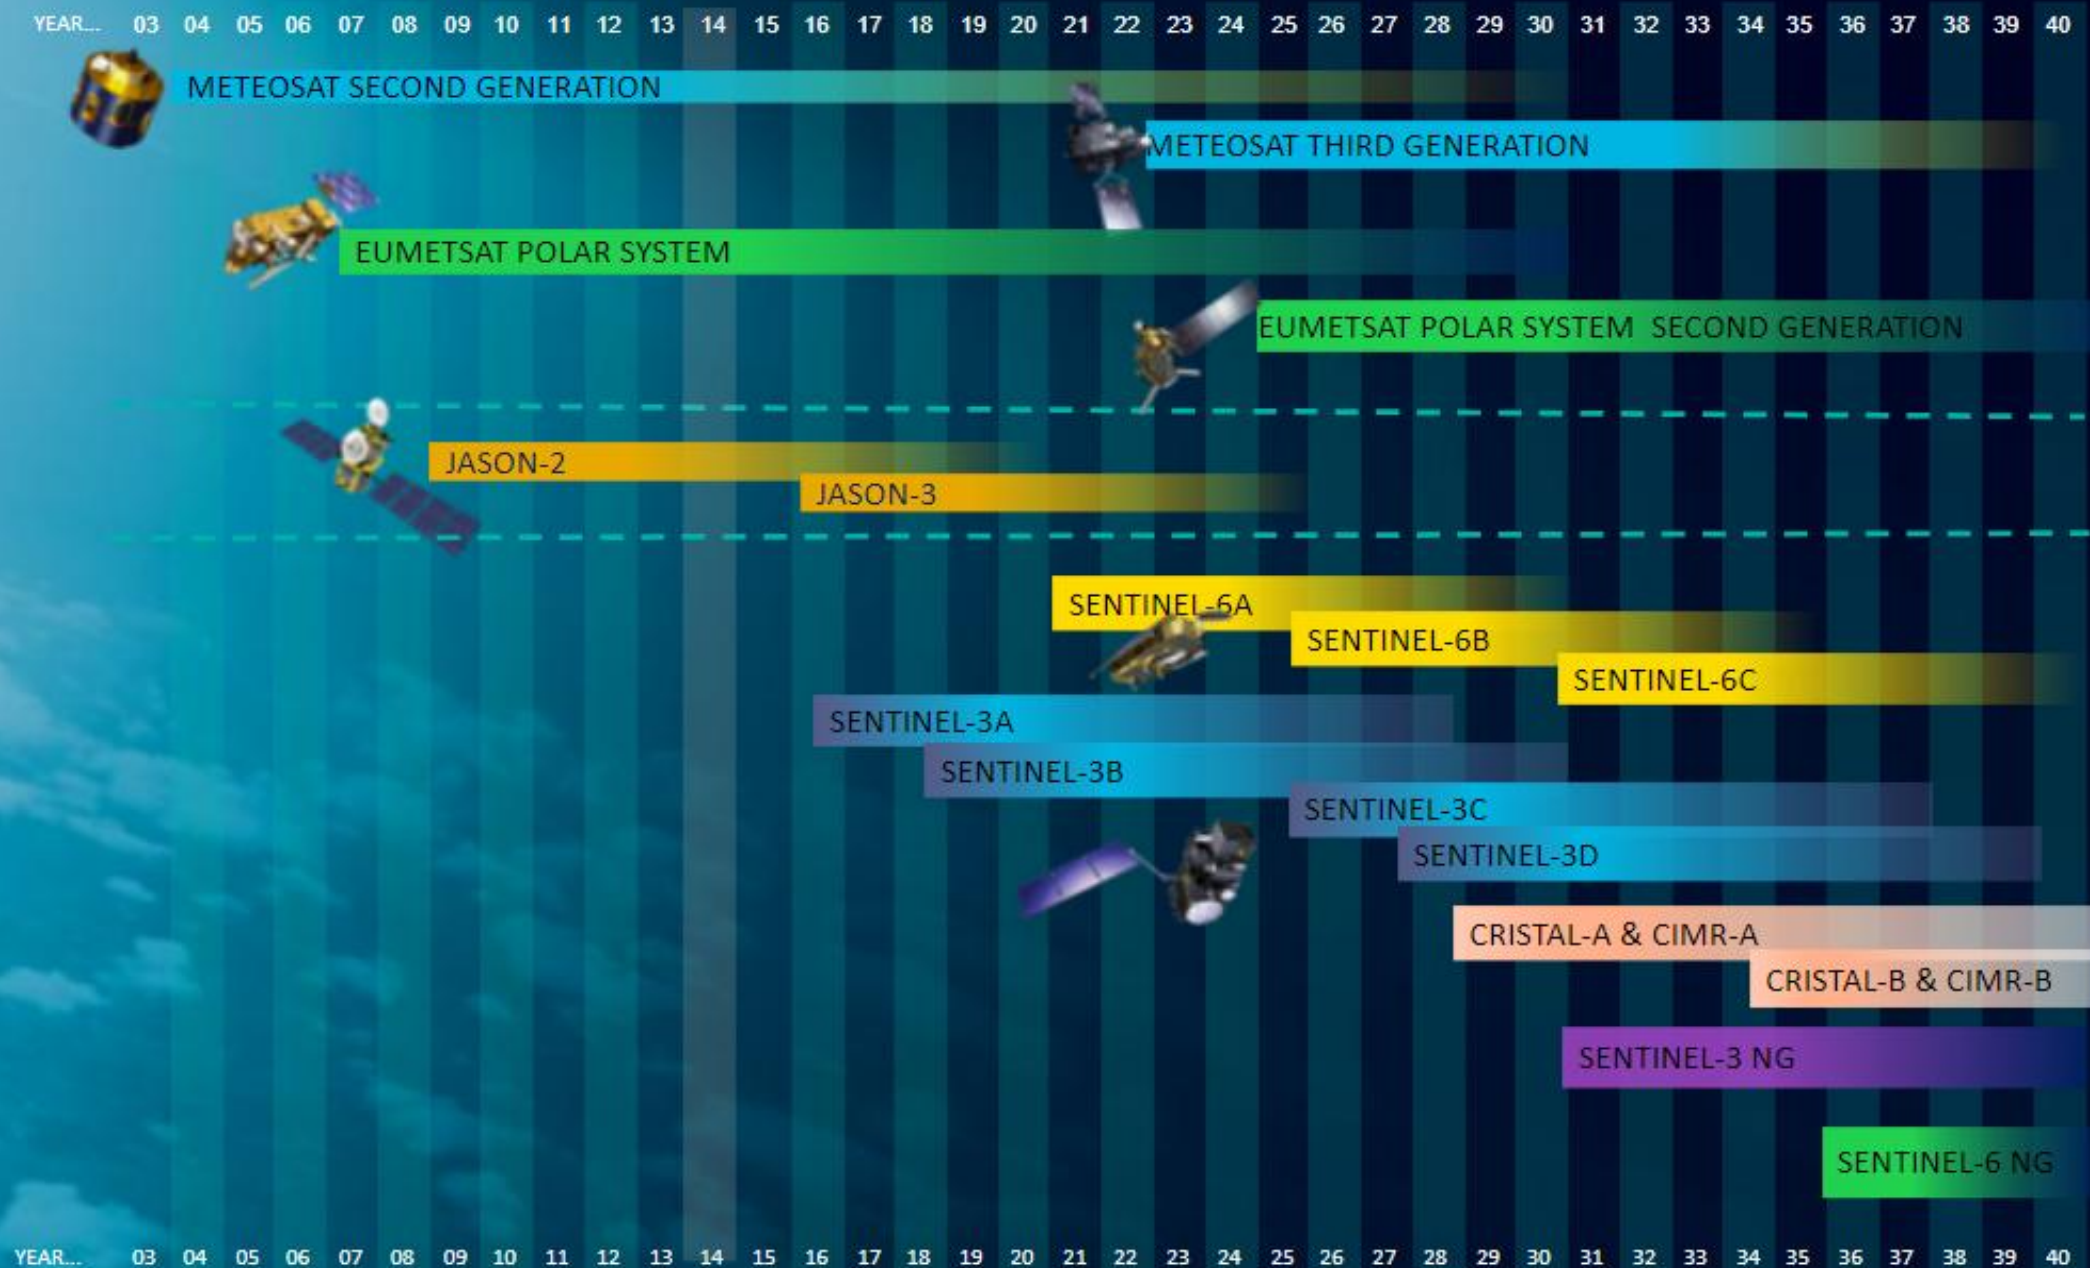 YEAR... 03 04 05 06 07 08 09 10 11 12 13 14 15 16 17 18 19 20 21 22 23 24 25 26 27 28 29 30 31 32 33 34 35 36 37 38 39 40
METEOSAT SECOND GENERATION
METEOSAT THIRD GENERATION
EUMETSAT POLAR SYSTEM
EUMETSAT POLAR SYSTEM SECOND GENERATION
JASON-2
JASON-3
SENTINEL-6A
SENTINEL-6B
SENTINEL-6C
SENTINEL-3A
SENTINEL-3B
SENTINEL-3C
SENTINEL-3D
CRISTAL-A & CIMR-A
CRISTAL-B & CIMR-B
SENTINEL-3 NG
SENTINEL-6 NG
YEAR... 03 04 05 06 07 08 09 10 11 12 13 14 15 16 17 18 19 20 21 22 23 24 25 26 27 28 29 30 31 32 33 34 35 36 37 38 39 40